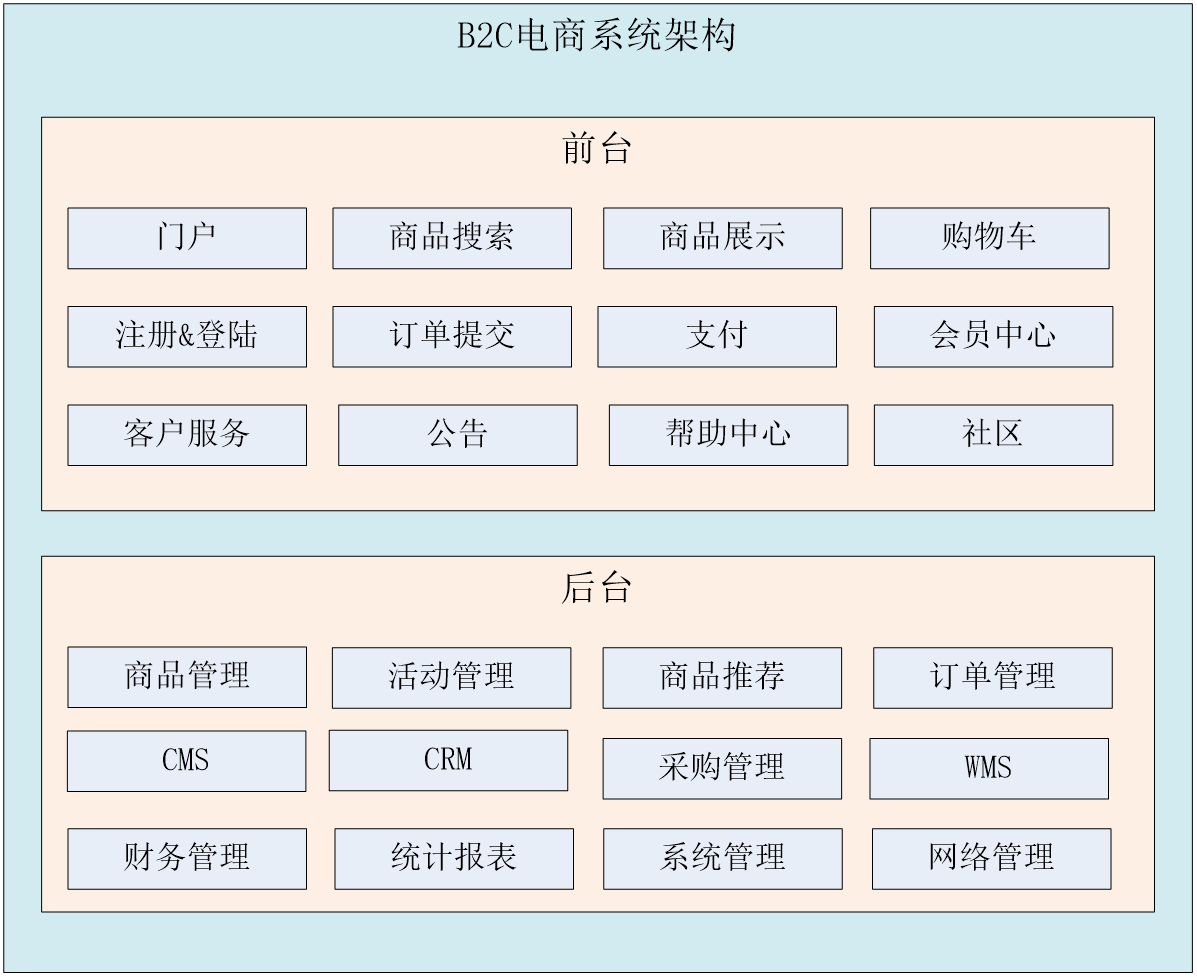 B2C电商系统架构
前台
门户
商品搜索
商品展示
购物车
注册&登陆
订单提交
支付
会员中心
客户服务
公告
帮助中心
社区
后台
商品管理
活动管理
商品推荐
订单管理
CMS
CRM
采购管理
WMS
财务管理
统计报表
系统管理
网络管理